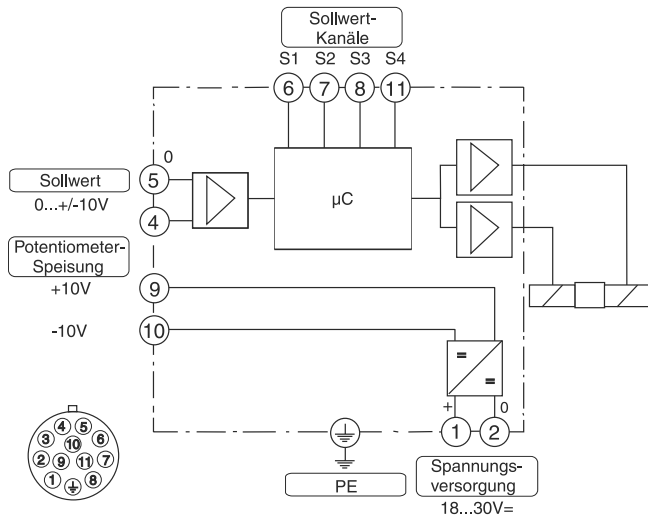 Sollwert-
Kanäle
S1 S2 S3 S4
6 7 8 11
0
5
Sollwert
0...+/-10V
4
µC
Potentiometer-
Speisung
+10V
9
-10V
10
=
=
+ 0
1 2
PE
Spannungs-
versorgung
18...30V=
4 5
3 10 6
2 9 11 7
1 8